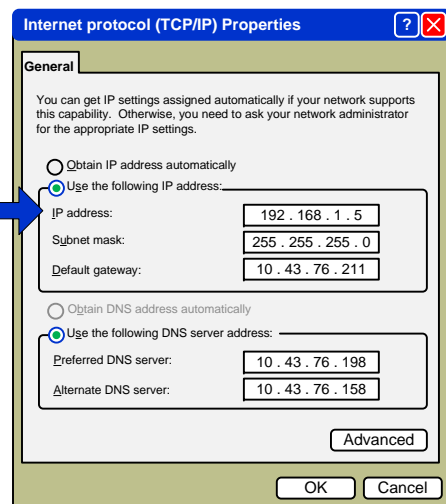 Internet protocol (TCP/IP) Properties ? X
General
You can get IP settings assigned automatically if your network supports
this capability. Otherwise, you need to ask your network administrator
for the appropriate IP settings.
Obtain IP address automatically
Use the following IP address:
IP address: 192 . 168 . 1 . 5
Subnet mask: 255 . 255 . 255 . 0
Default gateway: 10 . 43 . 76 . 211
Obtain DNS address automatically
Use the following DNS server address:
Preferred DNS server: 10 . 43 . 76 . 198
Alternate DNS server: 10 . 43 . 76 . 158
Advanced
OK Cancel